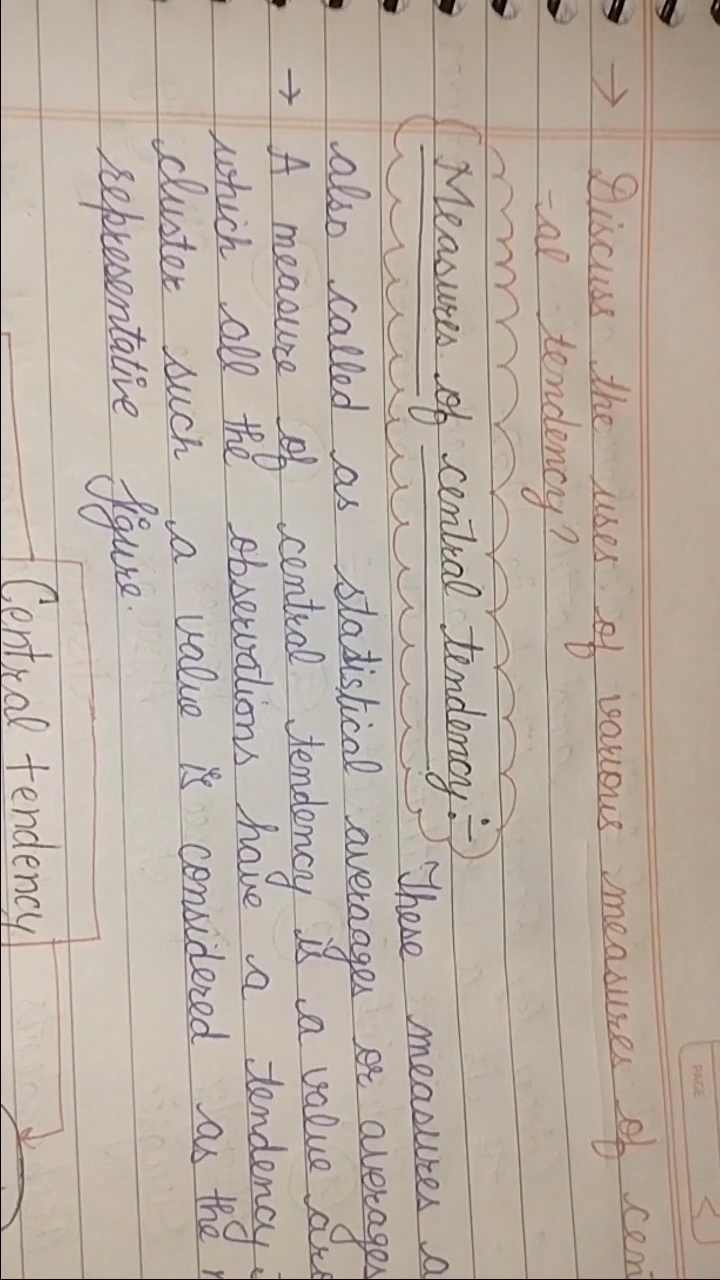 PAGE
→ Discuss the uses of various measures of cen
-al tendency?
Measures of central tendency:- These measures a
also called as statistical averaages or averages
→ A measure of central tendency is a value aro
which all the observations have a tendency
cluster such a value is considered as the
representative figure.
Central tendency